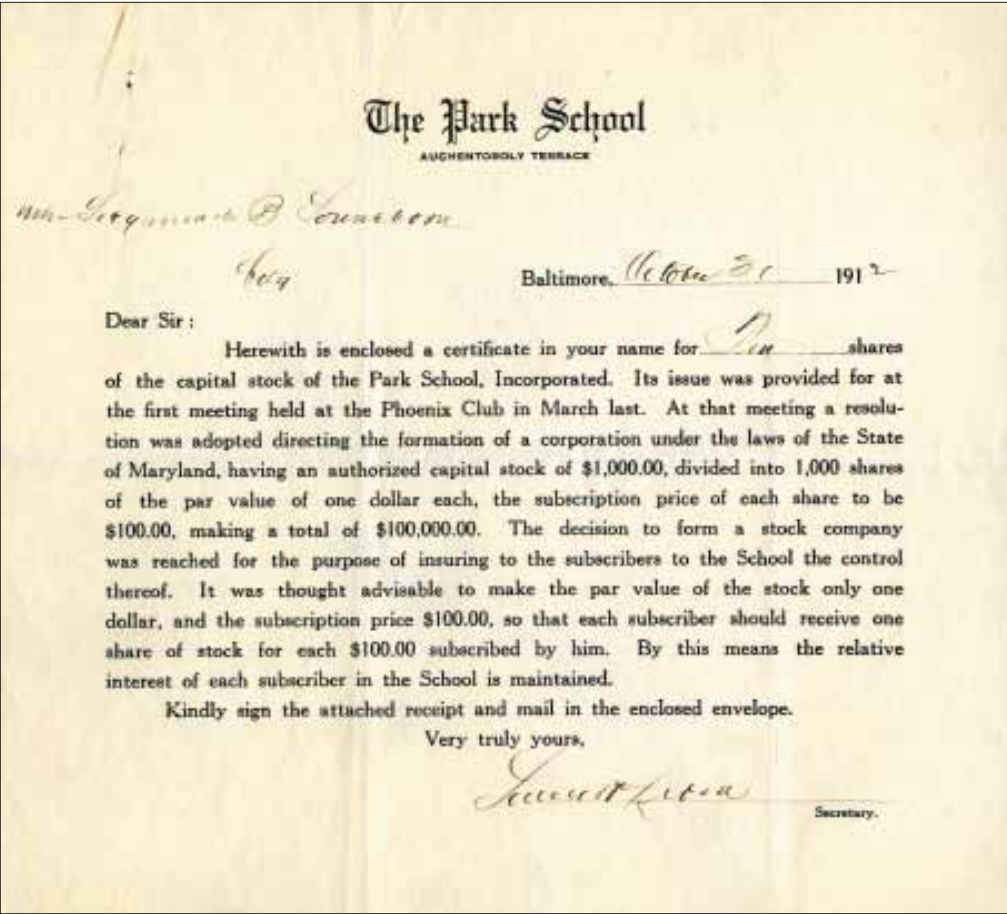 The Park School
AUCHENTOROLY TERRACE
B Sonneborn
City
Baltimore, October 31 1912
Dear Sir :
Herewith is enclosed a certificate in your name for Ten shares
of the capital stock of the Park School, Incorporated. Its issue was provided for at
the first meeting held at the Phoenix Club in March last. At that meeting a resolu-
tion was adopted directing the formation of a corporation under the laws of the State
of Maryland, having an authorized capital stock of $1,000.00, divided into 1,000 shares
of the par value of one dollar each, the subscription price of each share to be
$100.00, making a total of $100,000.00. The decision to form a stock company
was reached for the purpose of insuring to the subscribers to the School the control
thereof. It was thought advisable to make the par value of the stock only one
dollar, and the subscription price $100.00, so that each subscriber should receive one
share of stock for each $100.00 subscribed by him. By this means the relative
interest of each subscriber in the School is maintained.
Kindly sign the attached receipt and mail in the enclosed envelope.
Very truly yours,
Secretary.